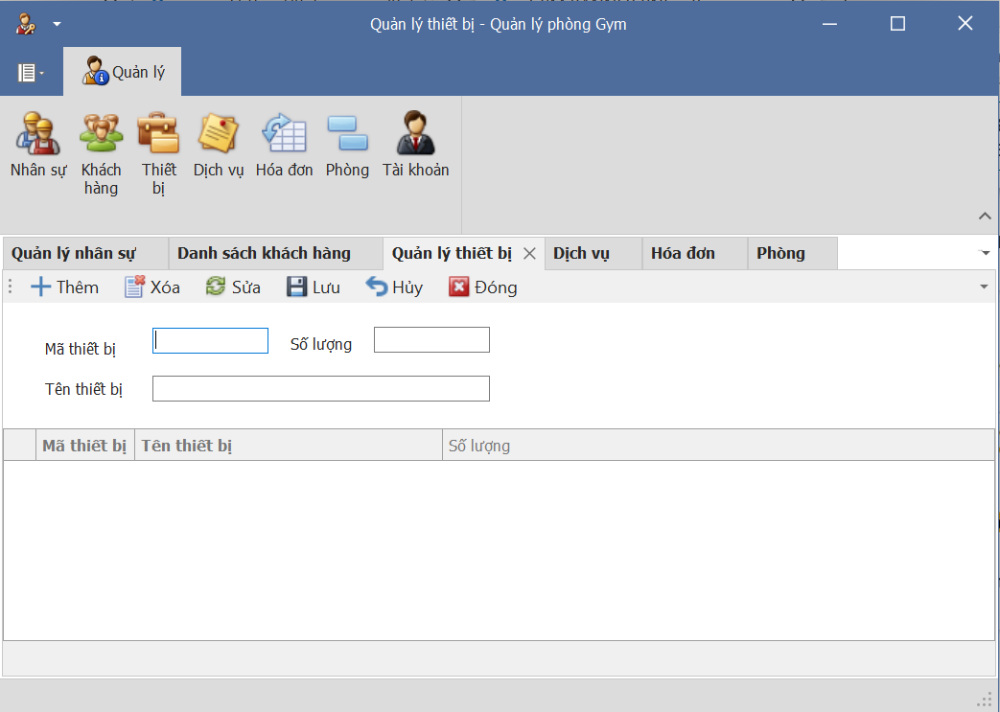 Quản lý thiết bị - Quản lý phòng Gym
Quản lý
Nhân sự Khách hàng Thiết bị Dịch vụ Hóa đơn Phòng Tài khoản
Quản lý nhân sự Danh sách khách hàng Quản lý thiết bị Dịch vụ Hóa đơn Phòng
Thêm Xóa Sửa Lưu Hủy Đóng
Mã thiết bị Số lượng
Tên thiết bị
Mã thiết bị Tên thiết bị Số lượng